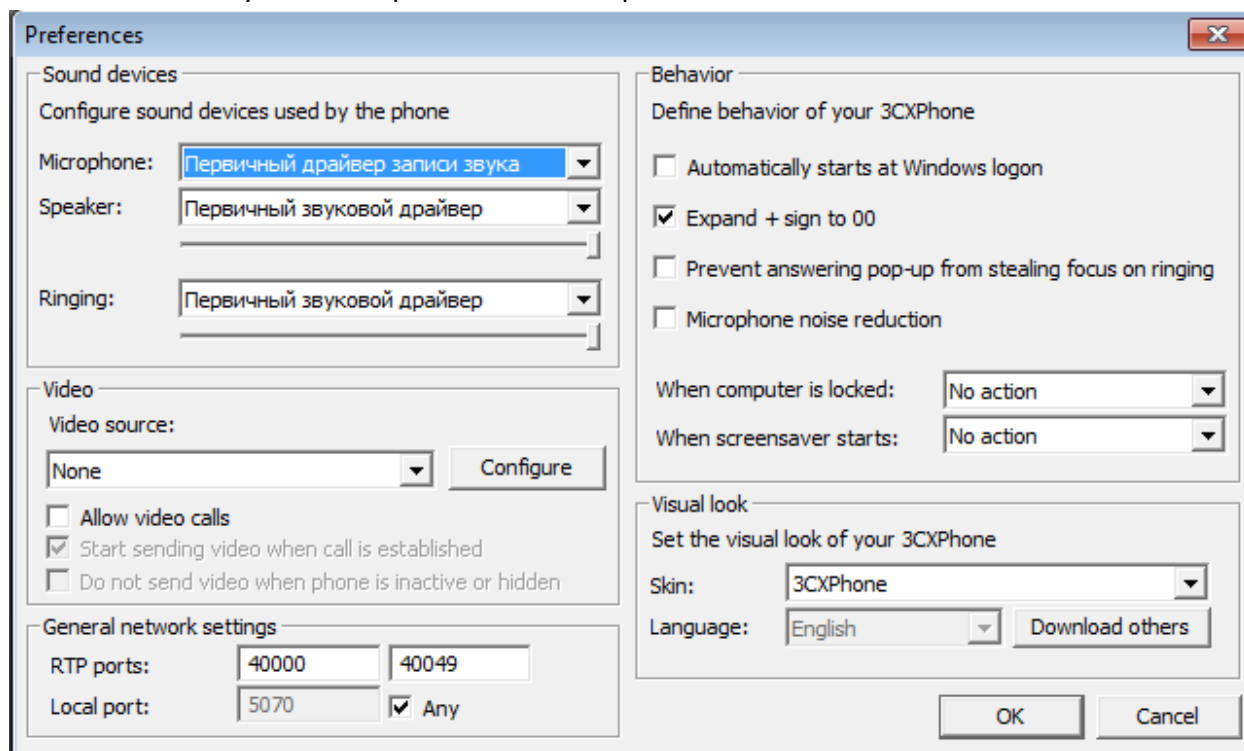 Preferences
Sound devices
Configure sound devices used by the phone
Microphone: Первичный драйвер записи звука
Speaker: Первичный звуковой драйвер
Ringing: Первичный звуковой драйвер
Video
Video source:
None Configure
Allow video calls
Start sending video when call is established
Do not send video when phone is inactive or hidden
General network settings
RTP ports: 40000 40049
Local port: 5070 Any
Behavior
Define behavior of your 3CXPhone
Automatically starts at Windows logon
Expand + sign to 00
Prevent answering pop-up from stealing focus on ringing
Microphone noise reduction
When computer is locked: No action
When screensaver starts: No action
Visual look
Set the visual look of your 3CXPhone
Skin: 3CXPhone
Language: English Download others
OK Cancel